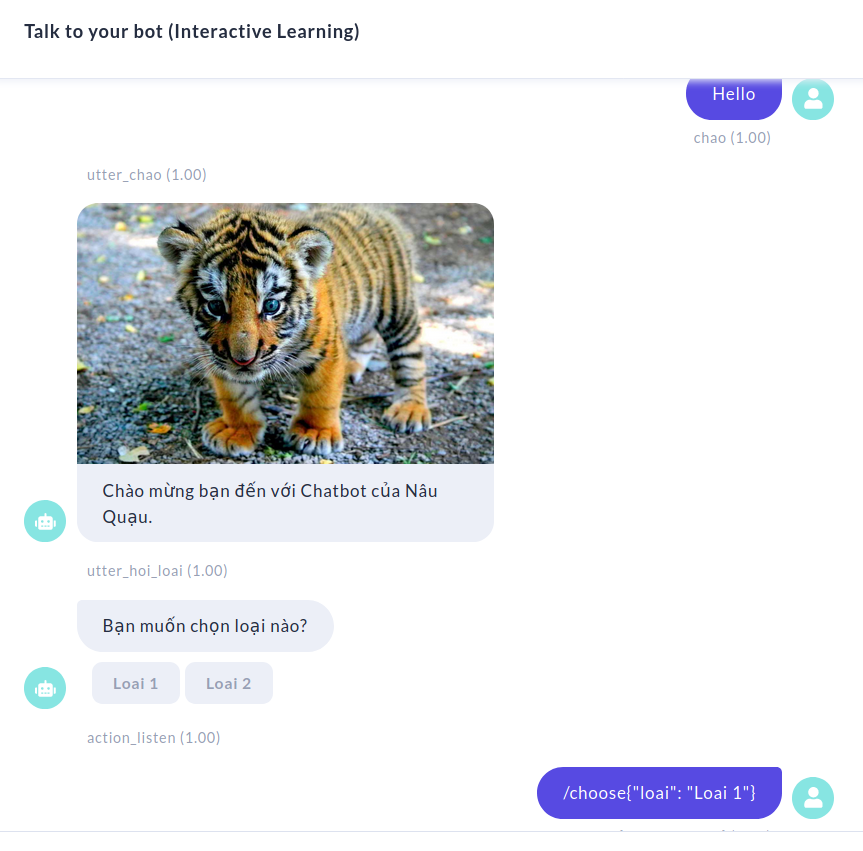 Talk to your bot (Interactive Learning)
Hello
chao (1.00)
utter_chao (1.00)
Chào mừng bạn đến với Chatbot của Nâu
Quạu.
utter_hoi_loai (1.00)
Bạn muốn chọn loại nào?
Loai 1 Loai 2
action_listen (1.00)
/choose{"loai": "Loai 1"}